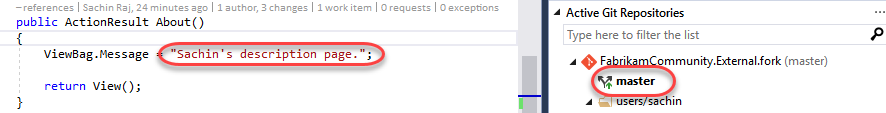 –references | Sachin Raj, 24 minutes ago | 1 author, 3 changes | 1 work item | 0 requests | 0 exceptions
public ActionResult About()
{
ViewBag.Message = "Sachin's description page.";
return View();
}
Active Git Repositories
Type here to filter the list
FabrikamCommunity.External.fork (master)
master
users/sachin